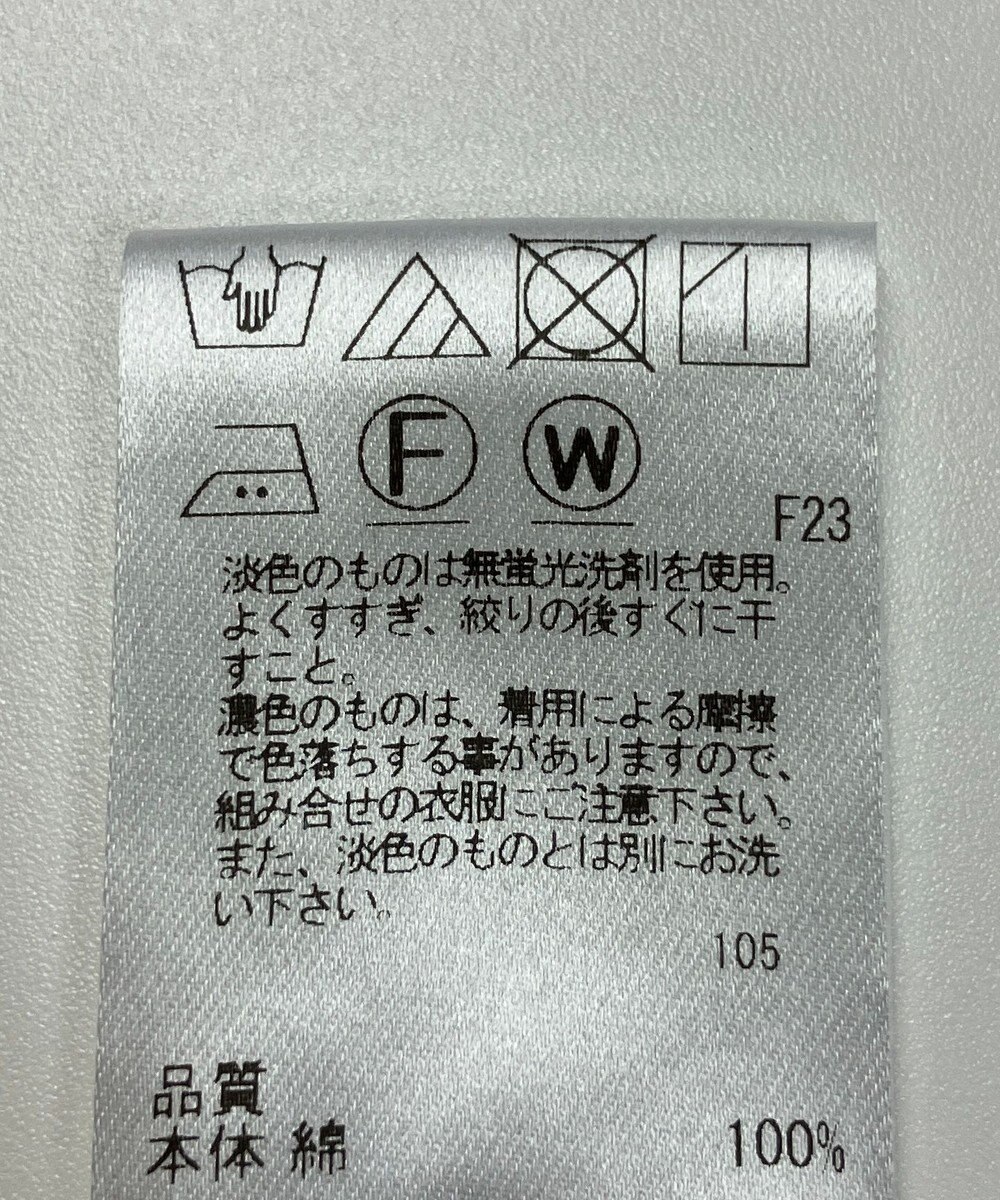 F W
F23
淡色のものは無蛍光洗剤を使用。
よくすすぎ、絞りの後すぐに干
すこと。
濃色のものは、着用による摩擦
で色落ちする事がありますので、
組み合せの衣服にご注意下さい。
また、淡色のものとは別にお洗
い下さい。
105
品質
本体 綿 100%